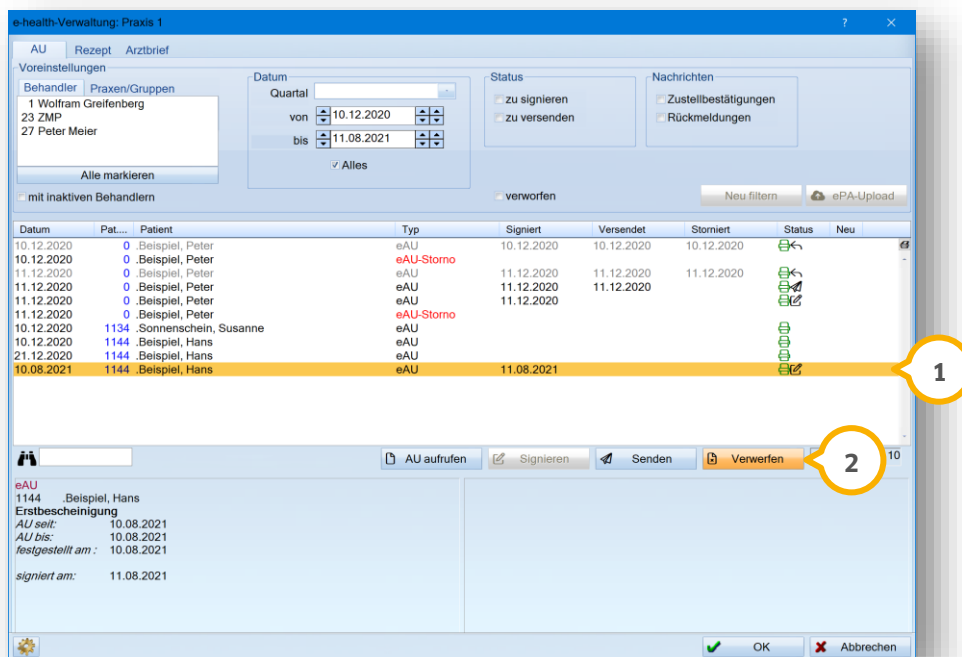 e-health-Verwaltung: Praxis 1 ?
AU Rezept Arztbrief
Voreinstellungen
Behandler Praxen/Gruppen
1 Wolfram Greifenberg
23 ZMP
27 Peter Meier
Alle markieren
mit inaktiven Behandlern
Datum
Quartal
von 10.12.2020
bis 11.08.2021
Alles
Status
zu signieren
zu versenden
verworfen
Nachrichten
Zustellbestätigungen
Rückmeldungen
Neu filtern ePA-Upload
Datum Pat.... Patient Typ Signiert Versendet Storniert Status Neu
10.12.2020 0 .Beispiel, Peter eAU 10.12.2020 10.12.2020 10.12.2020
10.12.2020 0 .Beispiel, Peter eAU-Storno
11.12.2020 0 .Beispiel, Peter eAU 11.12.2020 11.12.2020 11.12.2020
11.12.2020 0 .Beispiel, Peter eAU 11.12.2020 11.12.2020
11.12.2020 0 .Beispiel, Peter eAU 11.12.2020
11.12.2020 0 .Beispiel, Peter eAU-Storno
10.12.2020 1134 .Sonnenschein, Susanne eAU
10.12.2020 1144 .Beispiel, Hans eAU
21.12.2020 1144 .Beispiel, Hans eAU
10.08.2021 1144 .Beispiel, Hans eAU 11.08.2021
1
AU aufrufen Signieren Senden Verwerfen 10
2
eAU
1144 .Beispiel, Hans
Erstbescheinigung
AU seit: 10.08.2021
AU bis: 10.08.2021
festgestellt am : 10.08.2021
signiert am: 11.08.2021
OK Abbrechen